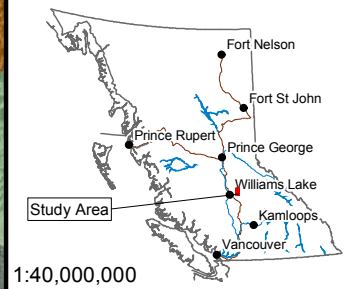 Fort Nelson
Fort St John
Prince Rupert
Prince George
Williams Lake
Study Area
Kamloops
Vancouver
1:40,000,000